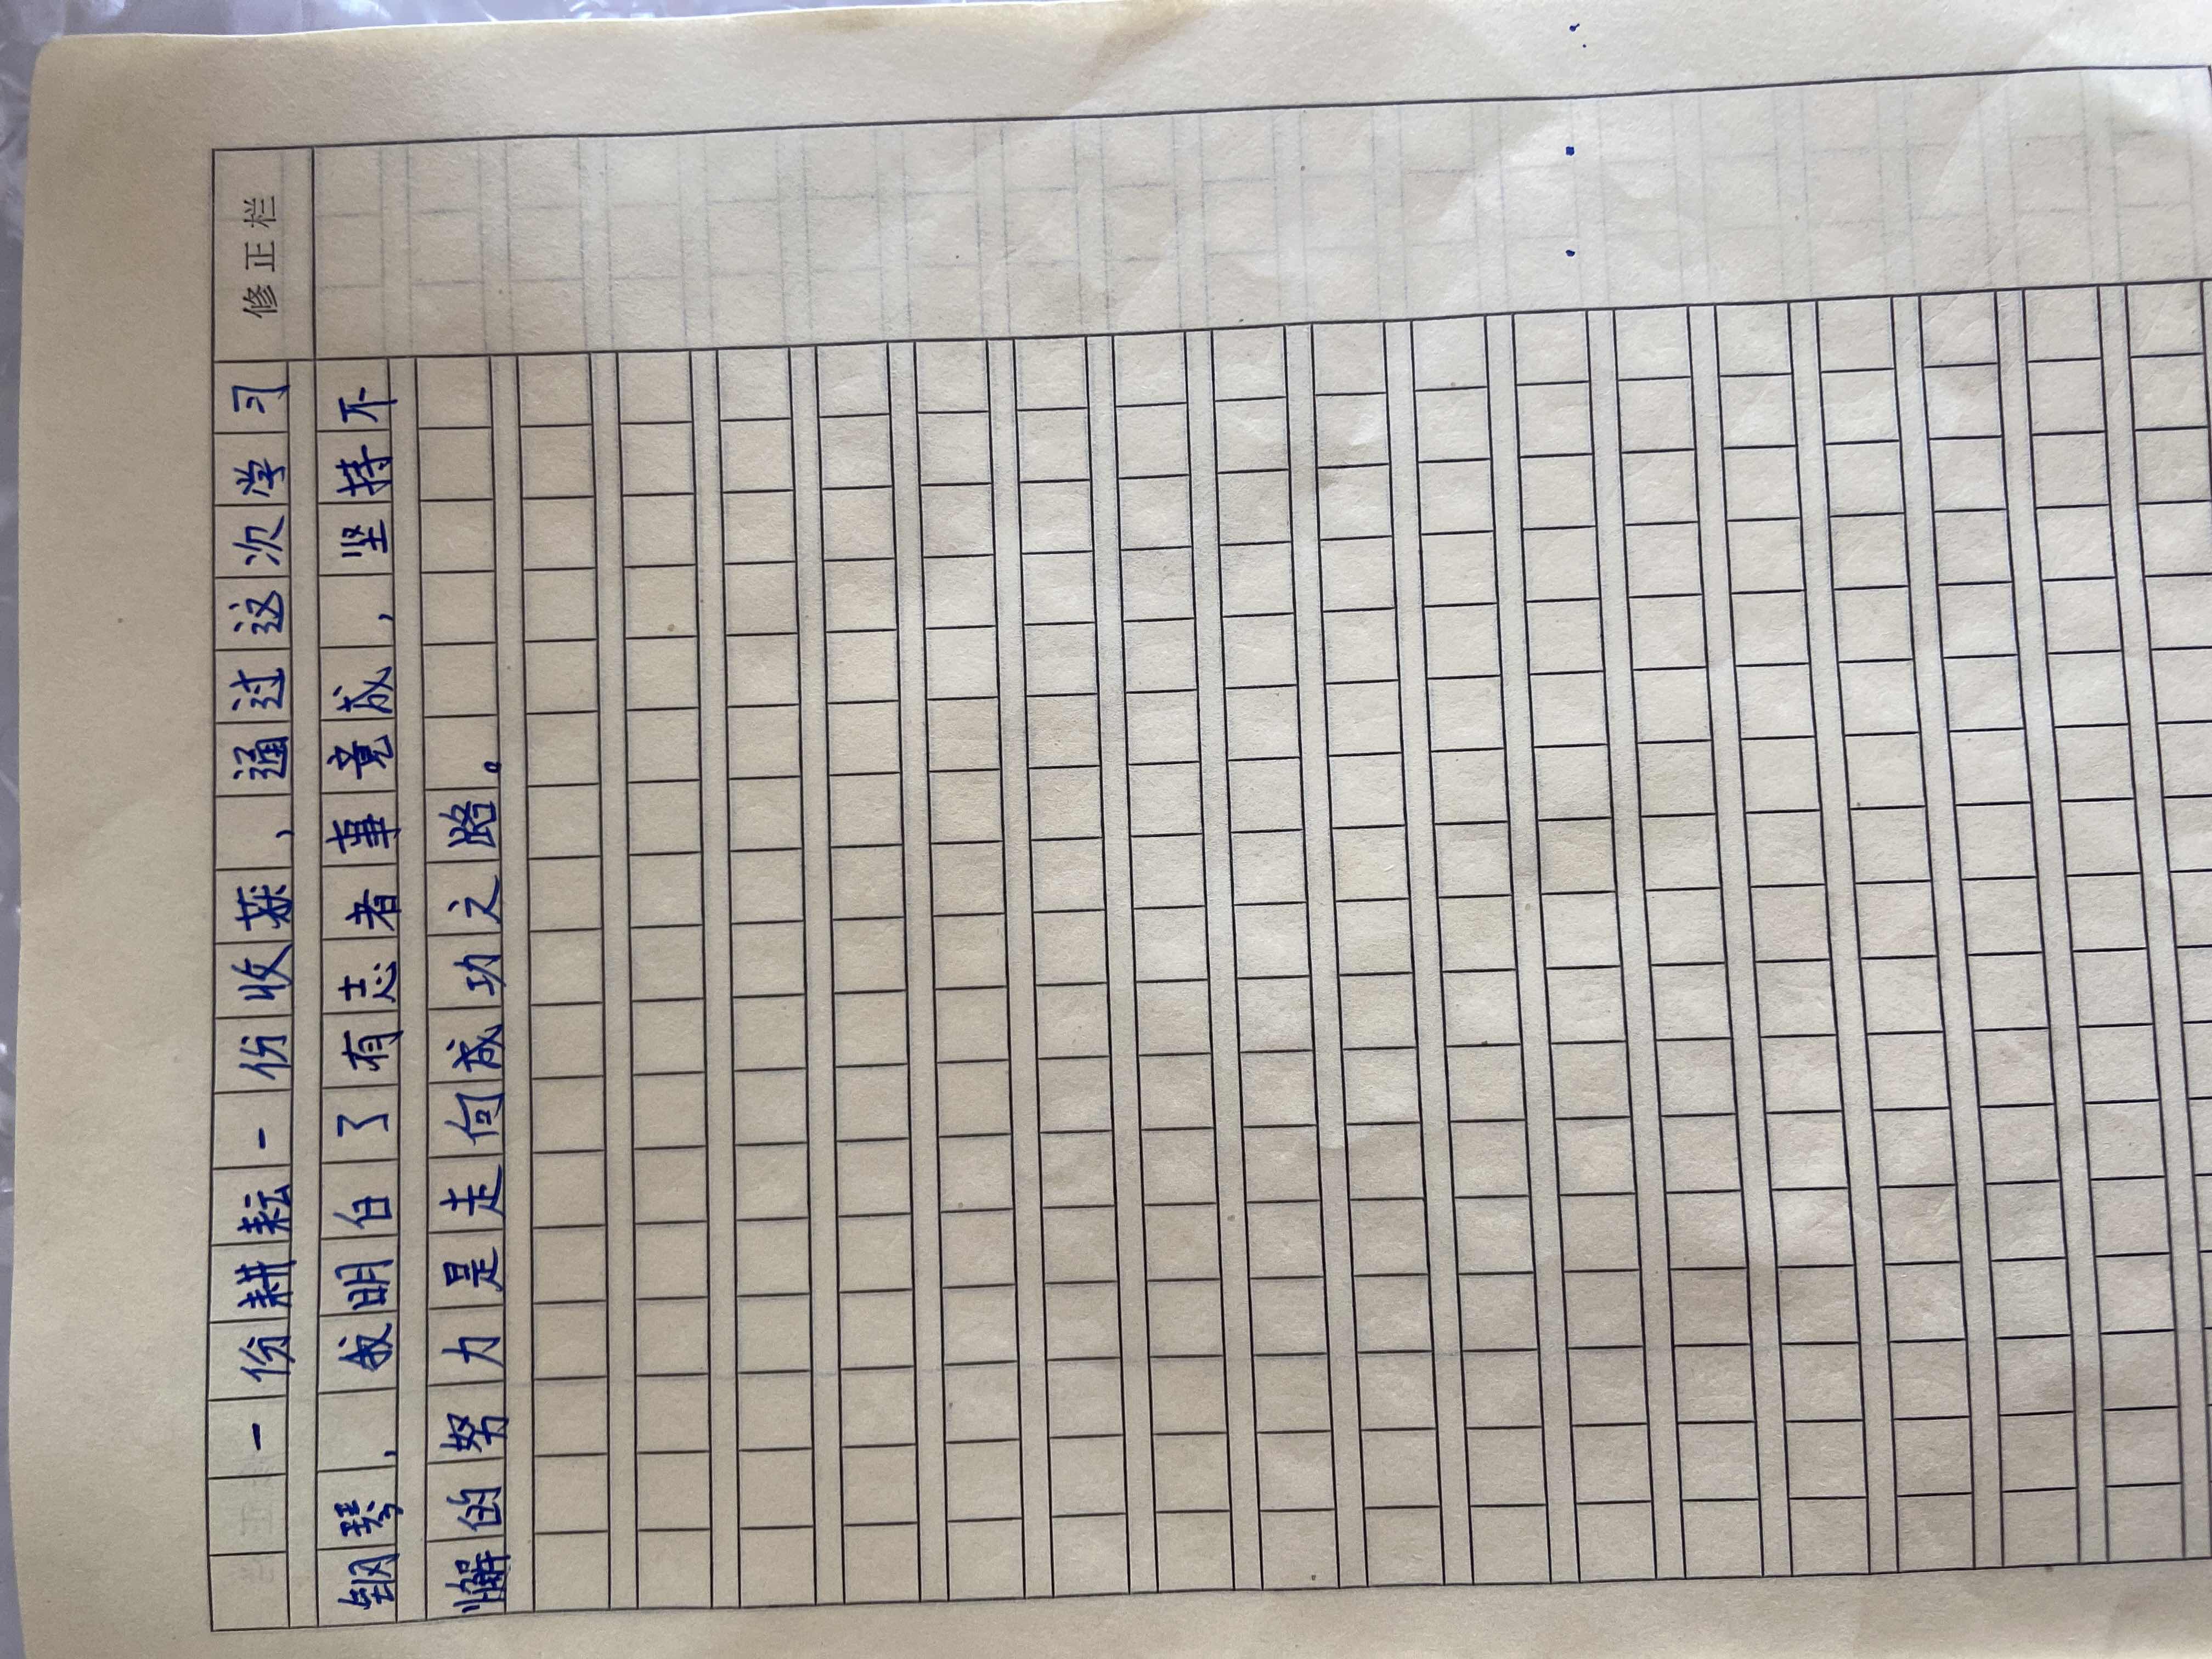 修正栏
一份耕耘一份收获，通过这次学习
钢琴，我明白了有志者事竟成，坚持不
懈的努力是走向成功之路。